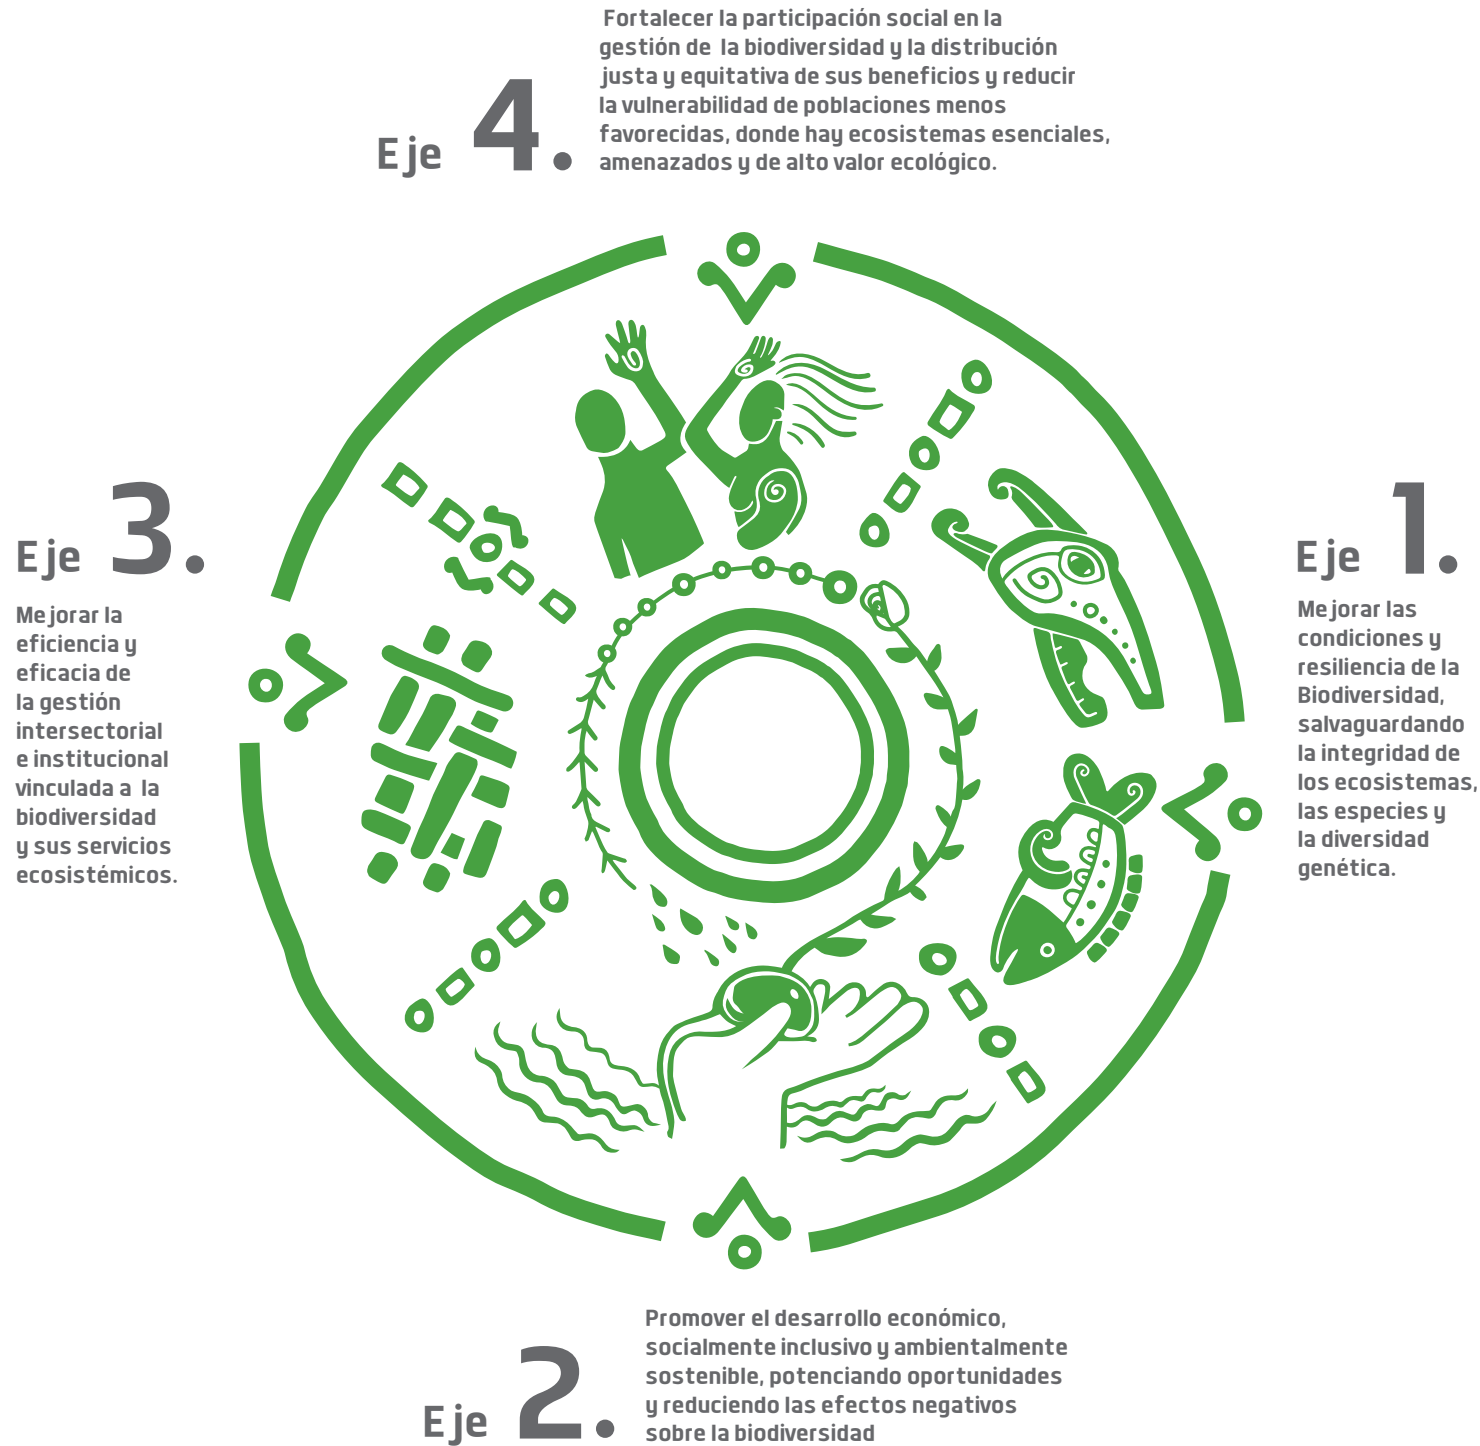 Eje 4.
Fortalecer la participación social en la
gestión de la biodiversidad y la distribución
justa y equitativa de sus beneficios y reducir
la vulnerabilidad de poblaciones menos
favorecidas, donde hay ecosistemas esenciales,
amenazados y de alto valor ecológico.
Eje 3.
Mejorar la
eficiencia y
eficacia de
la gestión
intersectorial
e institucional
vinculada a la
biodiversidad
y sus servicios
ecosistémicos.
Eje 1.
Mejorar las
condiciones y
resiliencia de la
Biodiversidad,
salvaguardando
la integridad de
los ecosistemas,
las especies y
la diversidad
genética.
Eje 2.
Promover el desarrollo económico,
socialmente inclusivo y ambientalmente
sostenible, potenciando oportunidades
y reduciendo las efectos negativos
sobre la biodiversidad